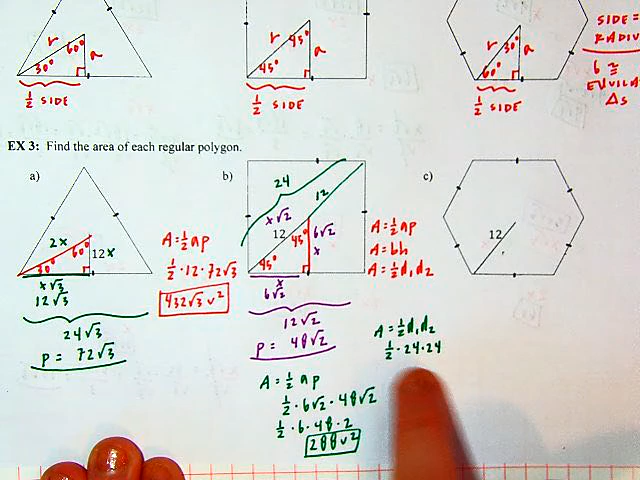 r 60° a
30°
1/2 SIDE
r 45° a
45°
1/2 SIDE
r 30° a
60°
1/2 SIDE
SIDE =
RADIU
6 ≅
EQUILA
Δs
EX 3: Find the area of each regular polygon.
a)
2x 60° 12x
30°
x√3
12√3
24√3
P = 72√3
A = 1/2 ap
1/2 · 12 · 72√3
432√3 u²
b)
24
12
x√2
12 45° 6√2
x
45°
x
6√2
12√2
P = 48√2
A = 1/2 ap
A = bh
A = 1/2 d₁d₂
A = 1/2 ap
1/2 · 6√2 · 48√2
1/2 · 6 · 48 · 2
288 u²
A = 1/2 d₁d₂
1/2 · 24 · 24
c)
12